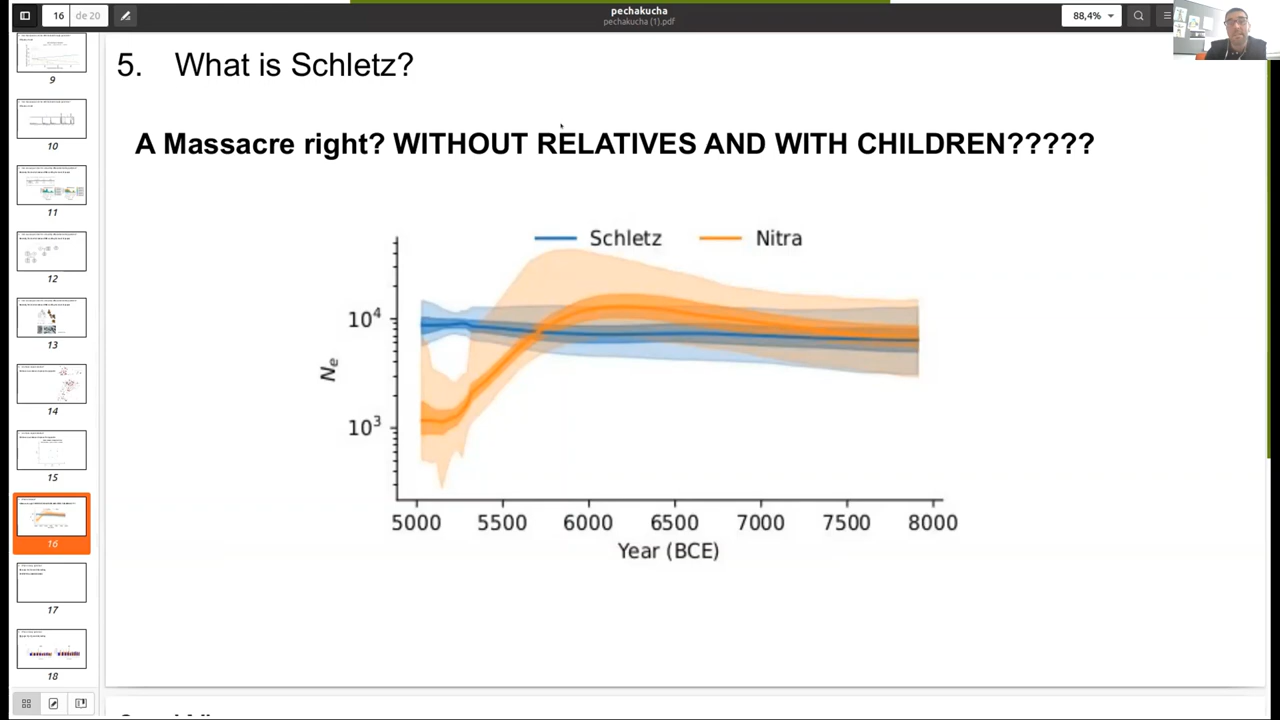 pechakucha
pechakucha (1).pdf
16 de 20
88,4%
9
10
11
12
13
14
15
16
17
18
5. What is Schletz?
A Massacre right? WITHOUT RELATIVES AND WITH CHILDREN?????
Schletz Nitra
10⁴
Nₑ
10³
5000 5500 6000 6500 7000 7500 8000
Year (BCE)